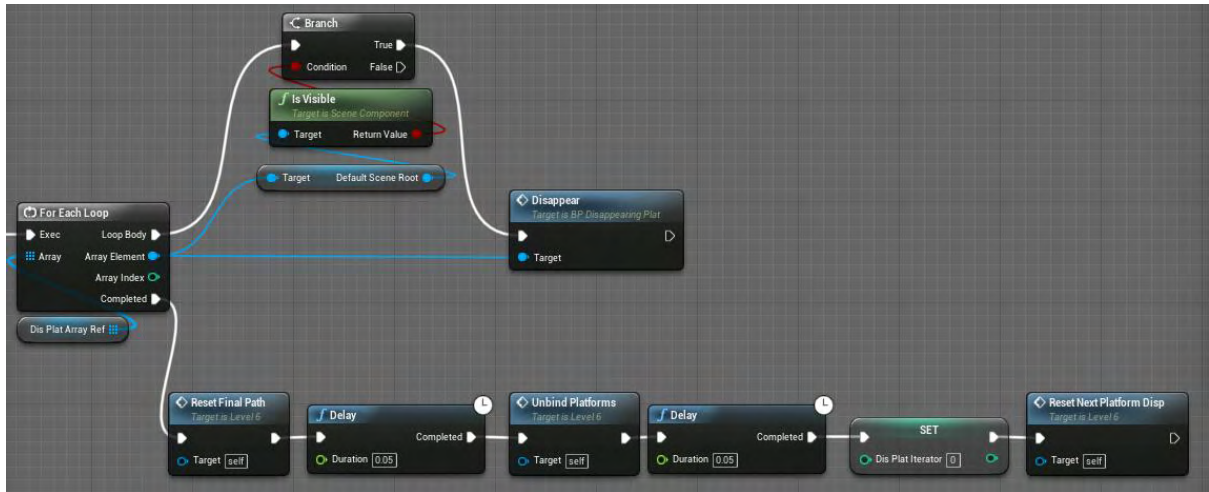 Branch
True
Condition False
Is Visible
Target is Scene Component
Target Return Value
Target Default Scene Root
For Each Loop
Exec Loop Body
Array Array Element
Array Index
Completed
Dis Plat Array Ref
Disappear
Target is BP Disappearing Plat
Target
Reset Final Path
Target is Level 6
Target self
Delay
Completed
Duration 0.05
Unbind Platforms
Target is Level 6
Target self
Delay
Completed
Duration 0.05
SET
Dis Plat Iterator 0
Reset Next Platform Disp
Target is Level 6
Target self